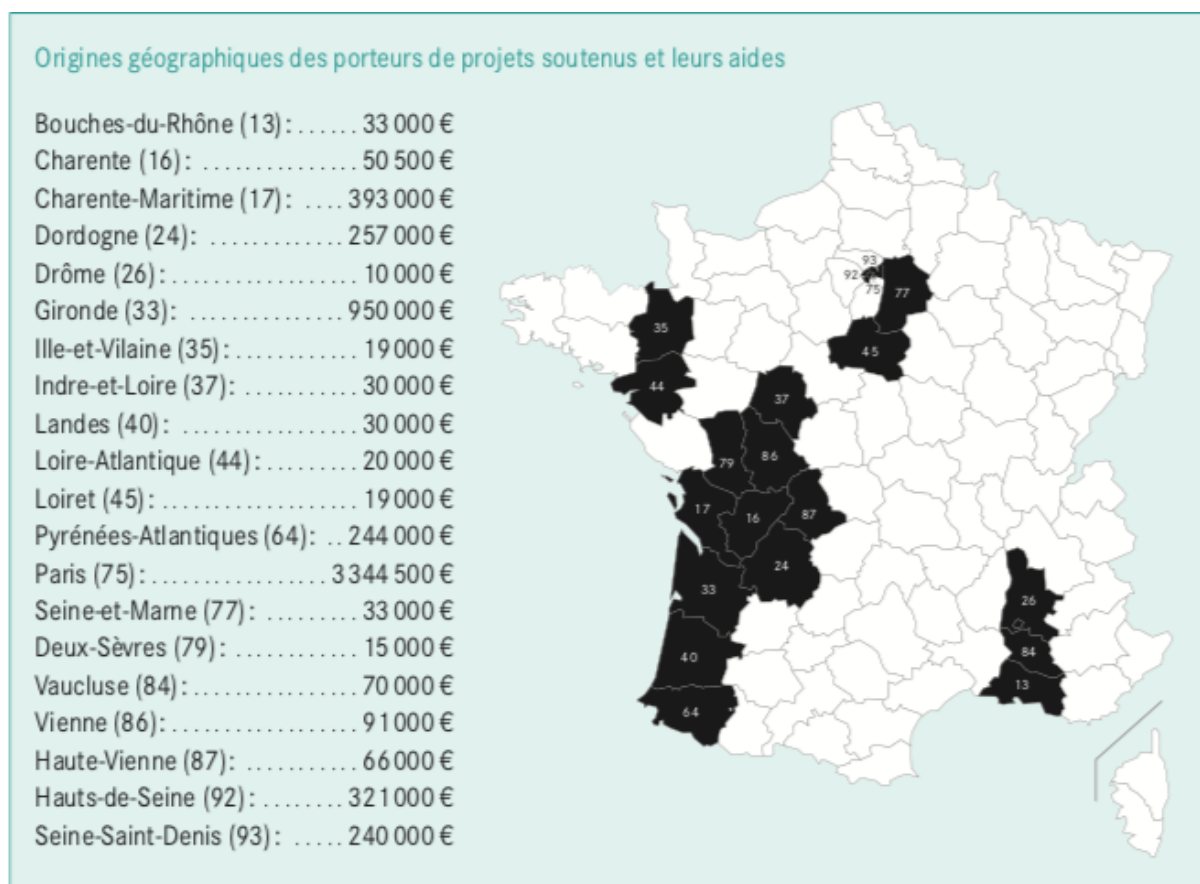 Origines géographiques des porteurs de projets soutenus et leurs aides
Bouches-du-Rhône (13): ...... 33 000 €
Charente (16): ............... 50 500 €
Charente-Maritime (17): .... 393 000 €
Dordogne (24): ............. 257 000 €
Drôme (26): ................. 10 000 €
Gironde (33): ............... 950 000 €
Ille-et-Vilaine (35): ............ 19 000 €
Indre-et-Loire (37): ............ 30 000 €
Landes (40): ................. 30 000 €
Loire-Atlantique (44): ......... 20 000 €
Loiret (45): ................... 19 000 €
Pyrénées-Atlantiques (64): .. 244 000 €
Paris (75): .................. 3 344 500 €
Seine-et-Marne (77): .......... 33 000 €
Deux-Sèvres (79): ............ 15 000 €
Vaucluse (84): ................ 70 000 €
Vienne (86): .................. 91 000 €
Haute-Vienne (87): ........... 66 000 €
Hauts-de-Seine (92): ........ 321 000 €
Seine-Saint-Denis (93): ..... 240 000 €
93
92
75
77
35
45
44
37
79
86
17
16
87
24
33
26
40
84
13
64